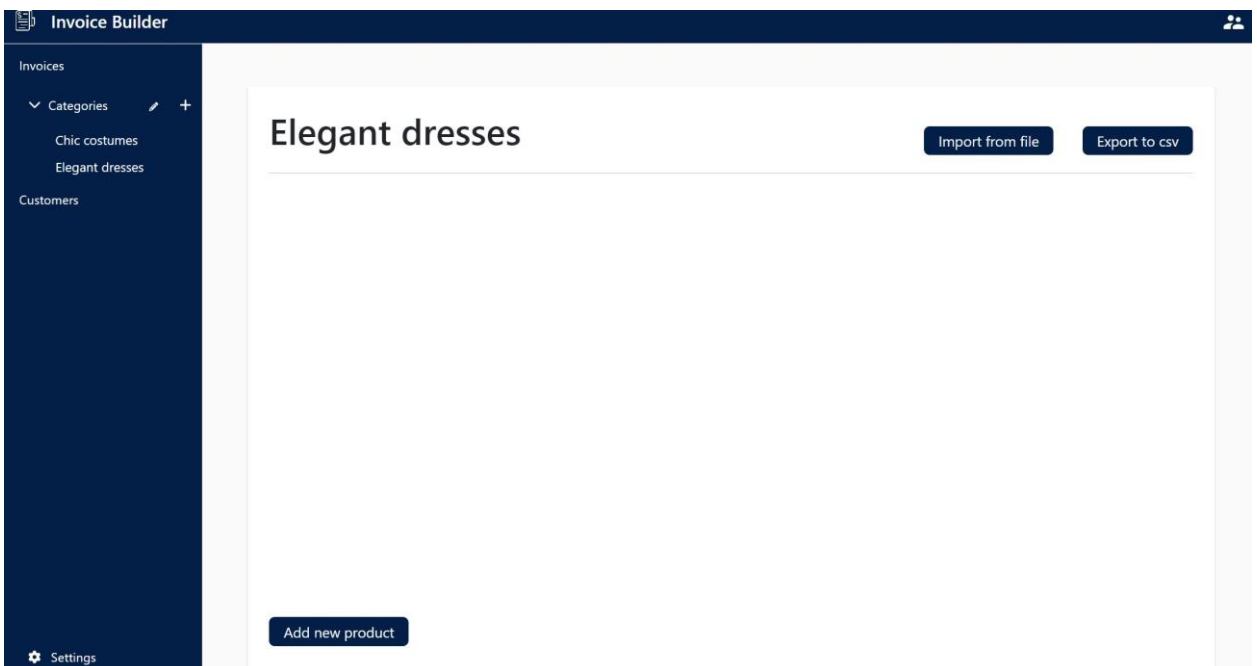 Invoice Builder
Invoices
Categories
Chic costumes
Elegant dresses
Customers
Settings
Elegant dresses
Import from file
Export to csv
Add new product